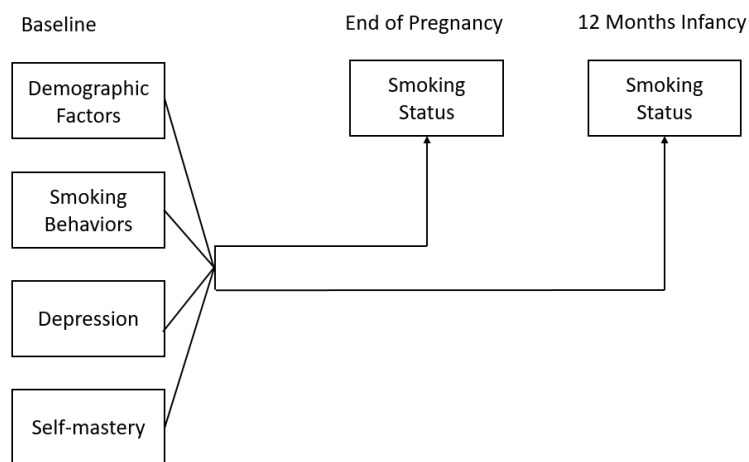 Baseline
End of Pregnancy
12 Months Infancy
Demographic
Factors
Smoking
Status
Smoking
Status
Smoking
Behaviors
Depression
Self-mastery